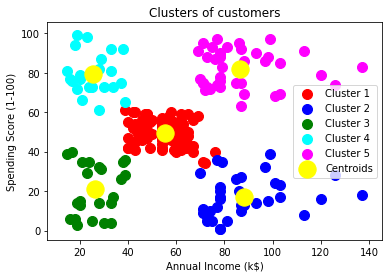 Clusters of customers
Spending Score (1-100)
100
80
60
40
20
0
Cluster 1
Cluster 2
Cluster 3
Cluster 4
Cluster 5
Centroids
20
40
60
80
100
120
140
Annual Income (k$)